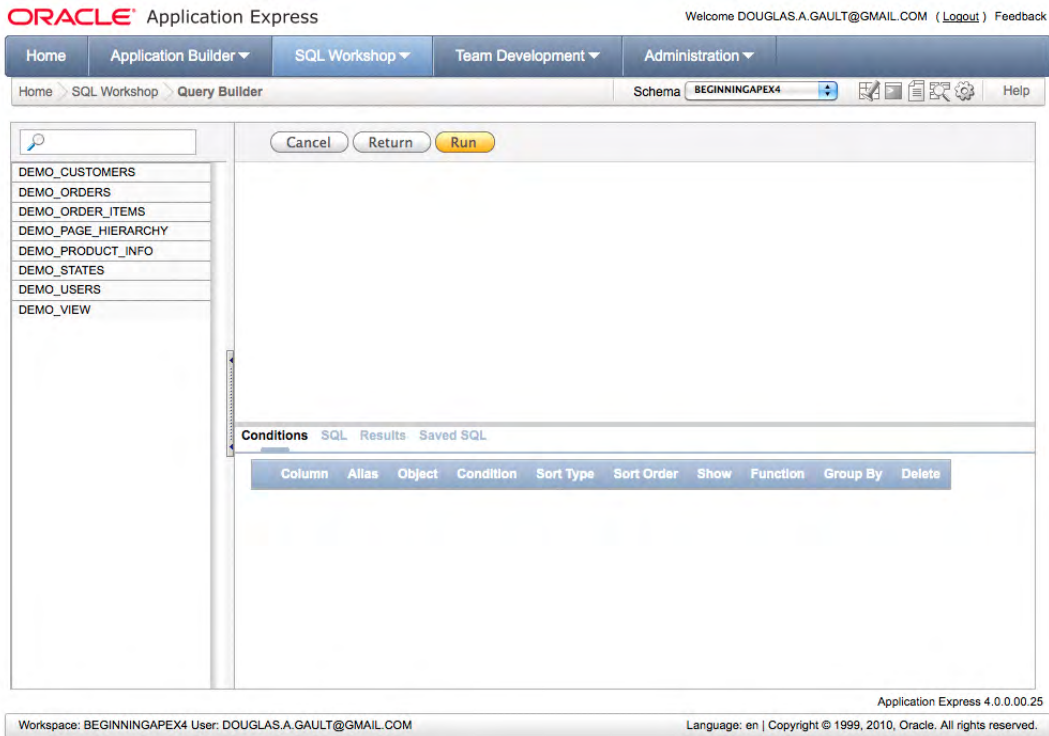 ORACLE Application Express
Welcome DOUGLAS.A.GAULT@GMAIL.COM ( Logout ) Feedback
Home Application Builder SQL Workshop Team Development Administration
Home SQL Workshop Query Builder
Schema BEGINNINGAPEX4 Help
Cancel Return Run
DEMO_CUSTOMERS
DEMO_ORDERS
DEMO_ORDER_ITEMS
DEMO_PAGE_HIERARCHY
DEMO_PRODUCT_INFO
DEMO_STATES
DEMO_USERS
DEMO_VIEW
Conditions SQL Results Saved SQL
Column Alias Object Condition Sort Type Sort Order Show Function Group By Delete
Application Express 4.0.0.00.25
Workspace: BEGINNINGAPEX4 User: DOUGLAS.A.GAULT@GMAIL.COM
Language: en | Copyright © 1999, 2010, Oracle. All rights reserved.